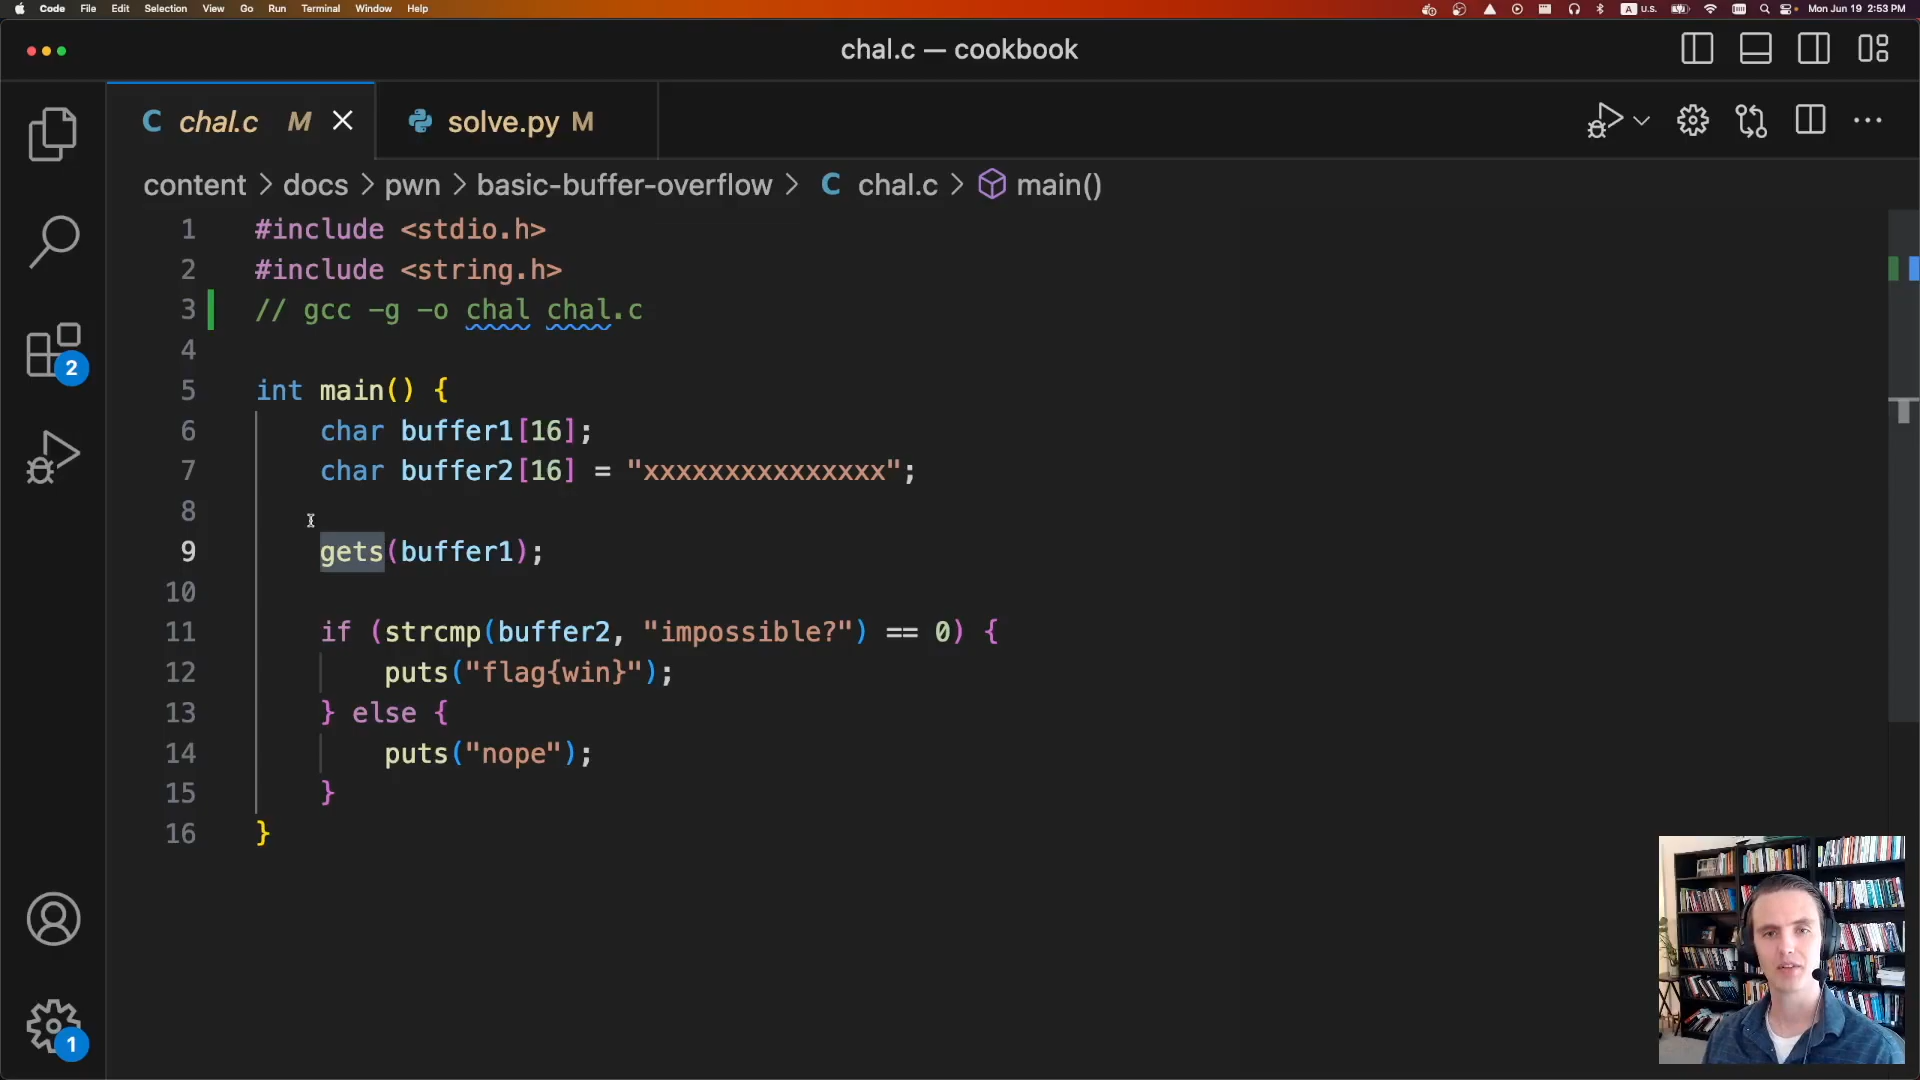 Code File Edit Selection View Go Run Terminal Window Help A U.S. Mon Jun 19 2:53 PM
chal.c — cookbook
C chal.c M
solve.py M
content > docs > pwn > basic-buffer-overflow > C chal.c > main()
1 #include <stdio.h>
2 #include <string.h>
3 // gcc -g -o chal chal.c
4
5 int main() {
6 char buffer1[16];
7 char buffer2[16] = "xxxxxxxxxxxxxxx";
8
9 gets(buffer1);
10
11 if (strcmp(buffer2, "impossible?") == 0) {
12 puts("flag{win}");
13 } else {
14 puts("nope");
15 }
16 }
2
1